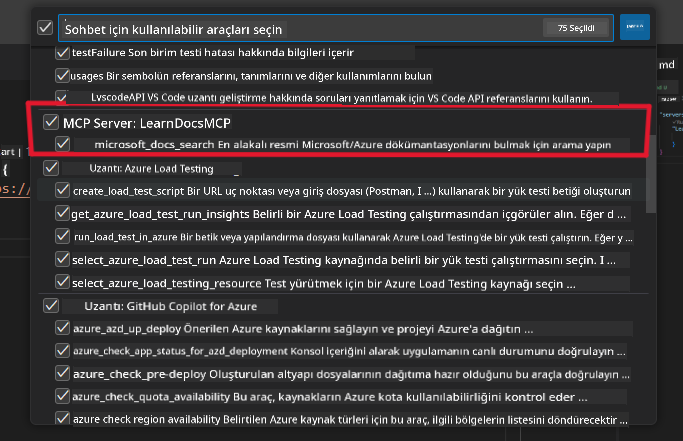 Sohbet için kullanılabilir araçları seçin
75 Seçildi
testFailure Son birim testi hatası hakkında bilgileri içerir
usages Bir sembolün referanslarını, tanımlarını ve diğer kullanımlarını bulun
LvscodeAPI VS Code uzantı geliştirme hakkında soruları yanıtlamak için VS Code API referanslarını kullanın.
MCP Server: LearnDocsMCP
microsoft_docs_search En alakalı resmi Microsoft/Azure dökümantasyonlarını bulmak için arama yapın
Uzantı: Azure Load Testing
create_load_test_script Bir URL uç noktası veya giriş dosyası (Postman, I ...) kullanarak bir yük testi betiği oluşturun
get_azure_load_test_run_insights Belirli bir Azure Load Testing çalıştırmasından içgörüler alın. Eğer d ...
run_load_test_in_azure Bir betik veya yapılandırma dosyası kullanarak Azure Load Testing'de bir yük testi çalıştırın. Eğer y ...
select_azure_load_test_run Azure Load Testing kaynağında belirli bir yük testi çalıştırmasını seçin. I ...
select_azure_load_testing_resource Test yürütmek için bir Azure Load Testing kaynağı seçin ...
Uzantı: GitHub Copilot for Azure
azure_azd_up_deploy Önerilen Azure kaynaklarını sağlayın ve projeyi Azure'a dağıtın ...
azure_check_app_status_for_azd_deployment Konsol içeriğini alarak uygulamanın canlı durumunu doğrulayın ...
azure_check_pre-deploy Oluşturulan altyapı dosyalarının dağıtıma hazır olduğunu bu araçla doğrulayın ...
azure_check_quota_availability Bu araç, kaynakların Azure kota kullanılabilirliğini kontrol eder ...
azure check region availability Belirtilen Azure kaynak türleri için bu araç, ilgili bölgelerin listesini döndürecektir ...
md
art |
{
s://